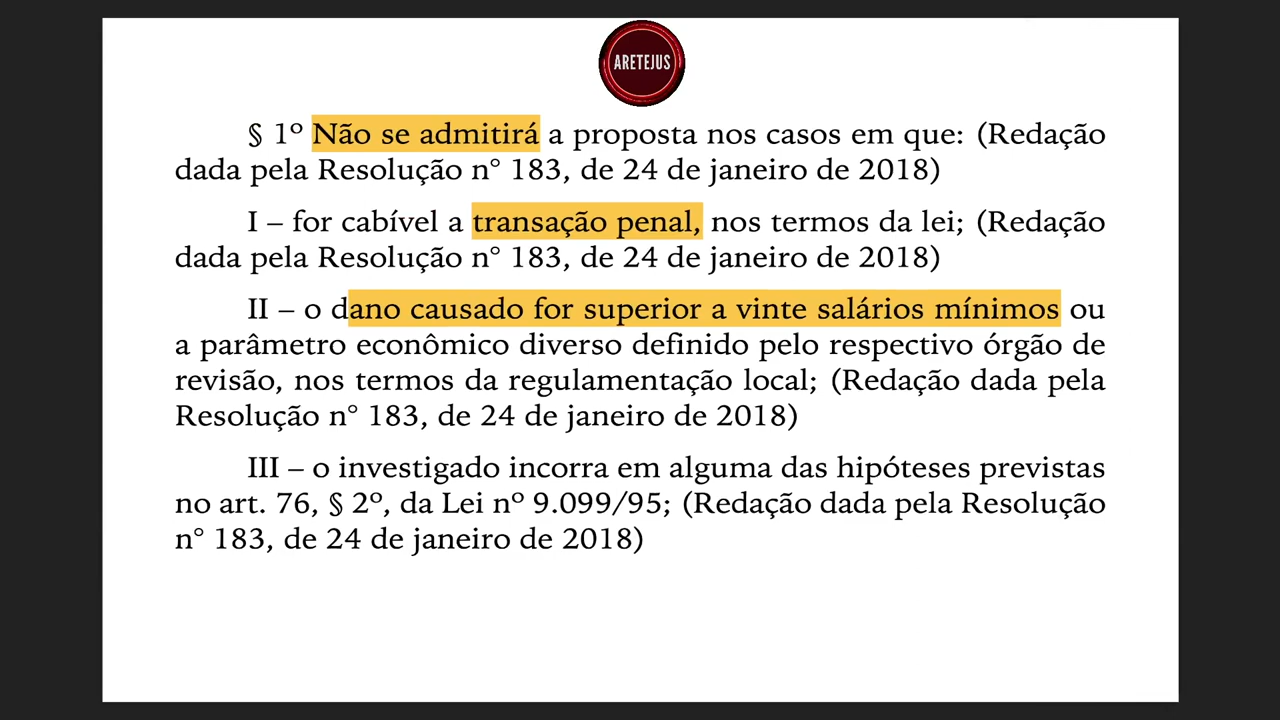 ARETEJUS
§ 1º Não se admitirá a proposta nos casos em que: (Redação
dada pela Resolução n° 183, de 24 de janeiro de 2018)
I – for cabível a transação penal, nos termos da lei; (Redação
dada pela Resolução n° 183, de 24 de janeiro de 2018)
II – o dano causado for superior a vinte salários mínimos ou
a parâmetro econômico diverso definido pelo respectivo órgão de
revisão, nos termos da regulamentação local; (Redação dada pela
Resolução n° 183, de 24 de janeiro de 2018)
III – o investigado incorra em alguma das hipóteses previstas
no art. 76, § 2º, da Lei nº 9.099/95; (Redação dada pela Resolução
n° 183, de 24 de janeiro de 2018)